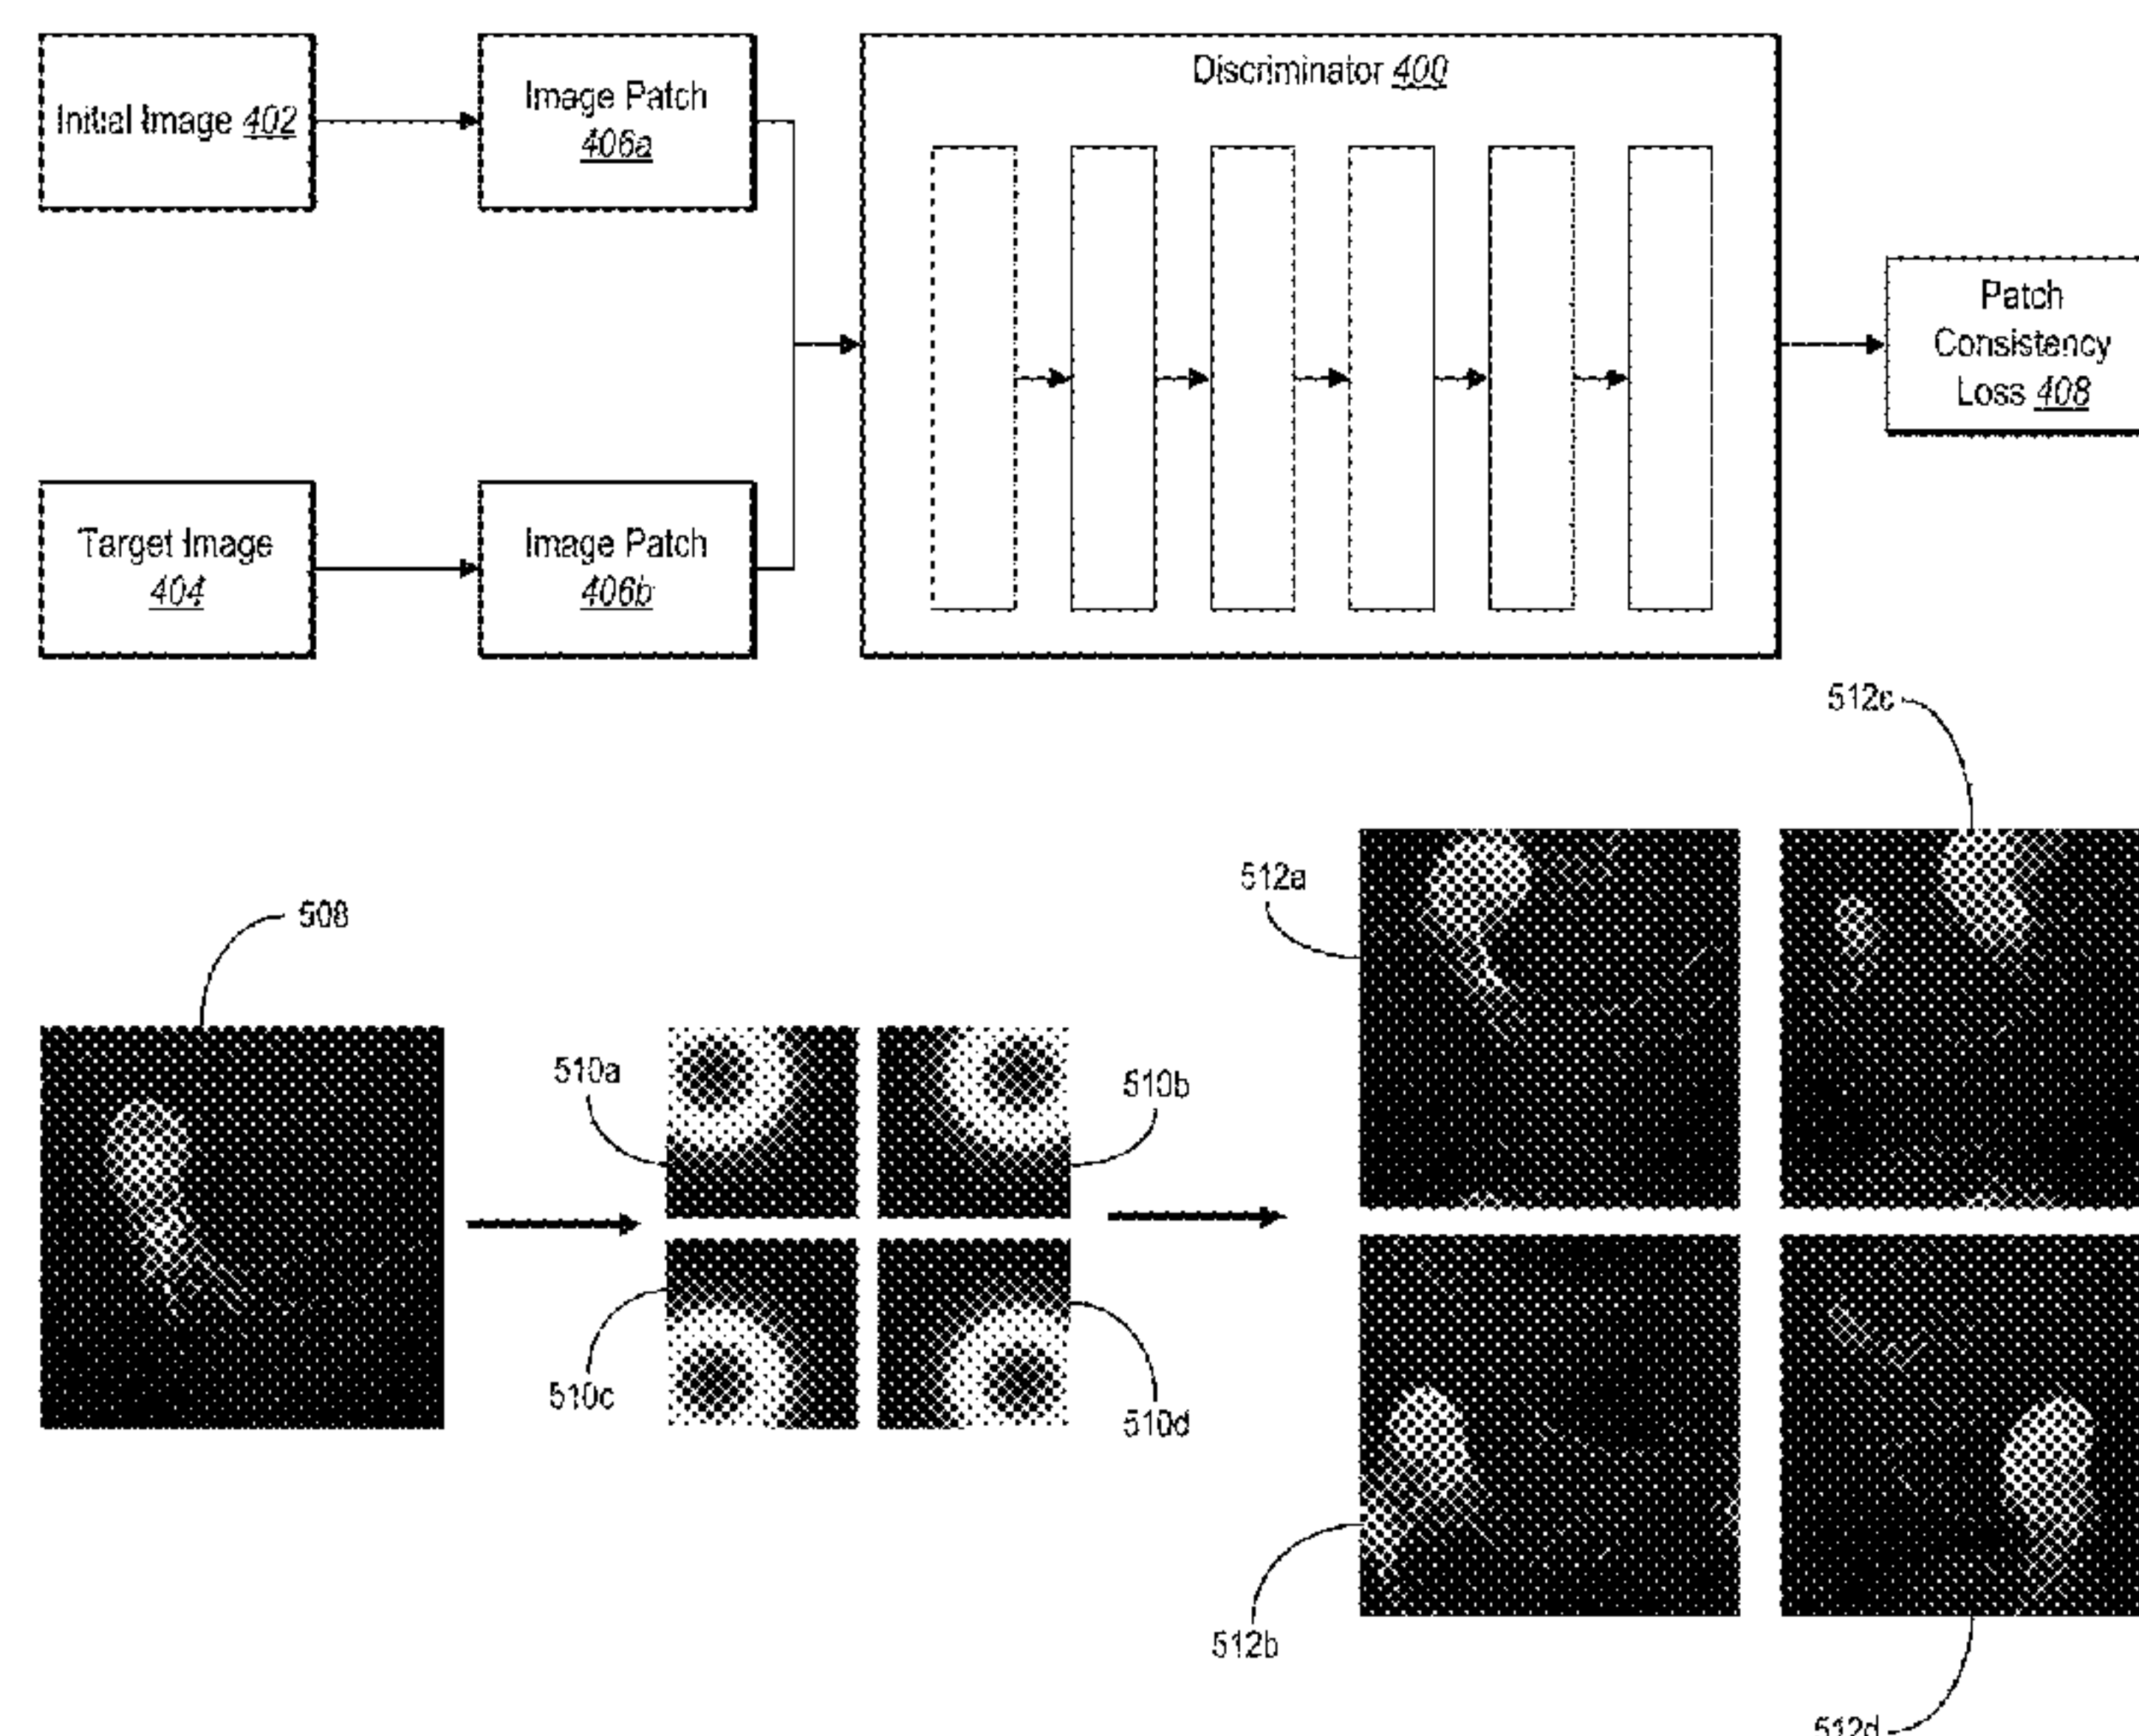 Initial Image 402
Image Patch
406a
Discriminator 400
Patch
Consistency
Loss 408
Target Image
404
Image Patch
406b
512c
512a
508
510a
510b
510c
510d
512b
512d